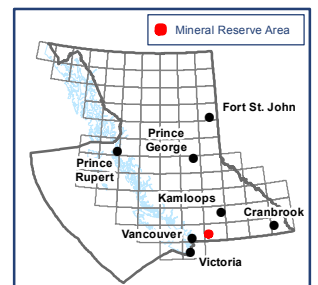 Mineral Reserve Area
Fort St. John
Prince
George
Prince
Rupert
Kamloops
Cranbrook
Vancouver
Victoria